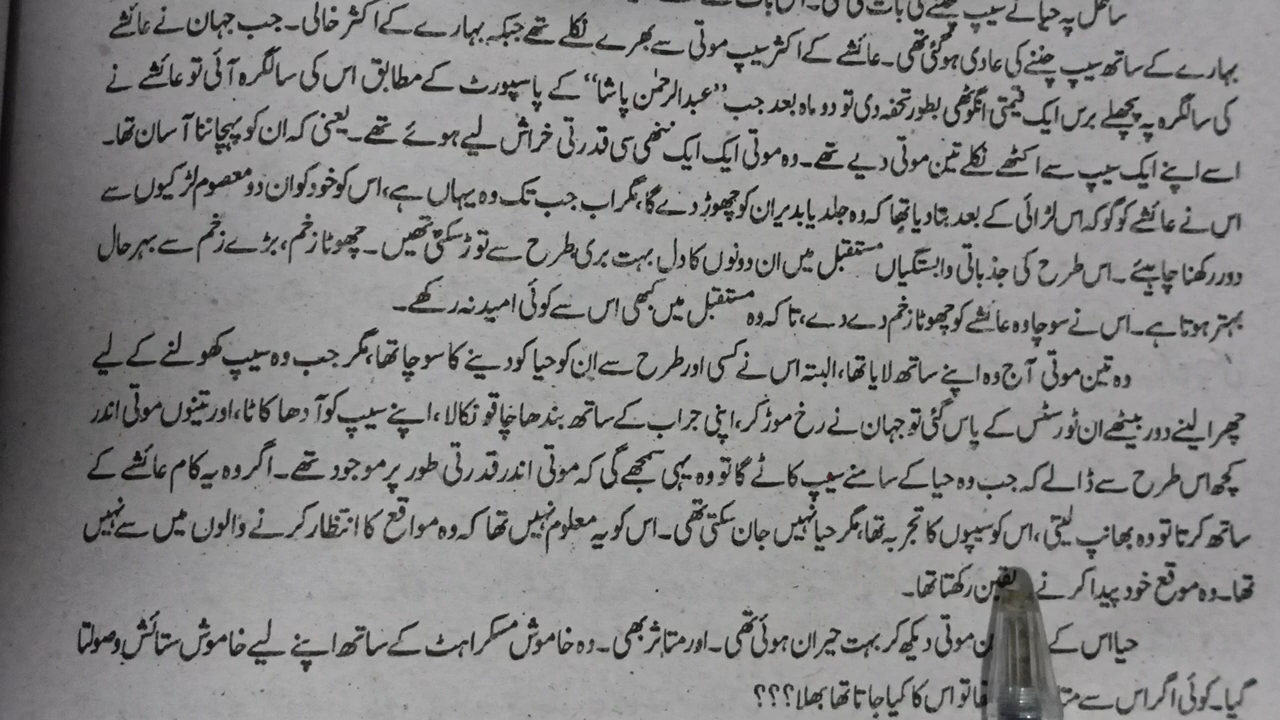 ساحل پہ حیا نے سیپ چننے کی بات کی تھی۔ اس بات
بہارے کے ساتھ سیپ چننے کی عادی ہو گئی تھی۔ عائشے کے اکثر سیپ موتی سے بھرے نکلے تھے جبکہ بہارے کے اکثر خالی۔ جب جہان نے عائشے
کی سالگرہ پہ پچھلے برس ایک قیمتی انگوٹھی بطور تحفہ دی تو دو ماہ بعد جب ”عبدالرحمٰن پاشا“ کے پاسپورٹ کے مطابق اس کی سالگرہ آئی تو عائشے نے
اسے اپنے ایک سیپ سے اکٹھے نکلے تین موتی دیے تھے۔ وہ موتی ایک ایک ننھی سی قدرتی خراش لیے ہوئے تھے۔ یعنی کہ ان کو پہچاننا آسان تھا۔
اس نے عائشے کو گو کہ اس لڑائی کے بعد بتا دیا تھا کہ وہ جلد یا بدیر ان کو چھوڑ دے گا، مگر اب جب تک وہ یہاں ہے، اس کو خود کو ان دو معصوم لڑکیوں سے
دور رکھنا چاہیئے۔ اس طرح کی جذباتی وابستگیاں مستقبل میں ان دونوں کا دل بہت بری طرح سے توڑ سکتی تھیں۔ چھوٹا زخم، بڑے زخم سے بہرحال
بہتر ہوتا ہے۔ اس نے سوچا وہ عائشے کو چھوٹا زخم دے دے، تاکہ وہ مستقبل میں کبھی اس سے کوئی امید نہ رکھے۔
وہ تین موتی آج وہ اپنے ساتھ لایا تھا، البتہ اس نے کسی اور طرح سے ان کو حیا کو دینے کا سوچا تھا، مگر جب وہ سیپ کھولنے کے لیے
چھرا لینے دور بیٹھے ان ٹورسٹس کے پاس گئی تو جہان نے رخ موڑ کر، اپنی جراب کے ساتھ بندھا چاقو نکالا، اپنے سیپ کو آدھا کاٹا، اور تینوں موتی اندر
کچھ اس طرح سے ڈالے کہ جب وہ حیا کے سامنے سیپ کاٹے گا تو وہ یہی سمجھے گی کہ موتی اندر قدرتی طور پر موجود تھے۔ اگر وہ یہ کام عائشے کے
ساتھ کرتا تو وہ بھانپ لیتی، اس کو سیپوں کا تجربہ تھا، مگر حیا نہیں جان سکتی تھی۔ اس کو یہ معلوم نہیں تھا کہ وہ مواقع کا انتظار کرنے والوں میں سے نہیں
تھا۔ وہ موقع خود پیدا کرنے یقین رکھتا تھا۔
حیا اس کے موتی دیکھ کر بہت حیران ہوئی تھی۔ اور متاثر بھی۔ وہ خاموش مسکراہٹ کے ساتھ اپنے لیے خاموش ستائش وصولتا
گیا۔ کوئی اگر اس سے تھا تو اس کا کیا جاتا تھا بھلا؟؟؟